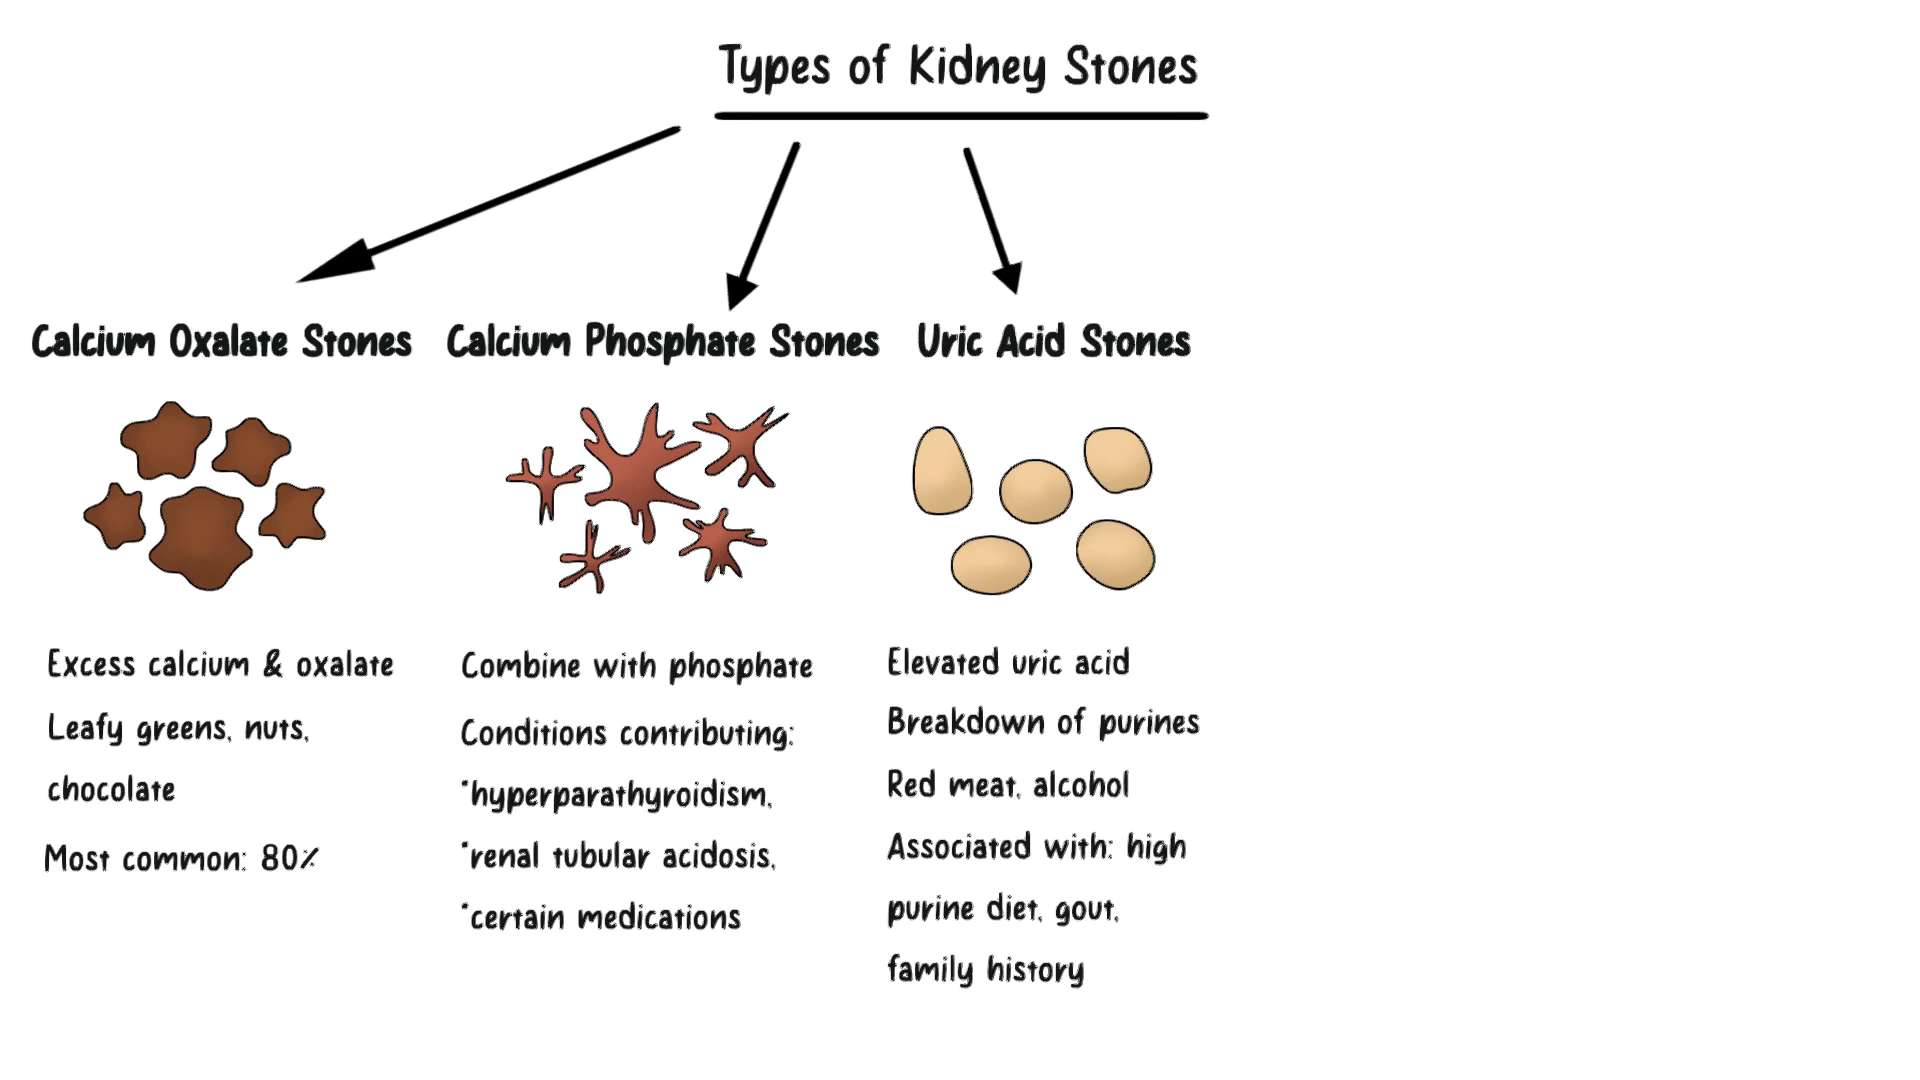 Types of Kidney Stones
Calcium Oxalate Stones
Excess calcium & oxalate
Leafy greens, nuts,
chocolate
Most common: 80%
Calcium Phosphate Stones
Combine with phosphate
Conditions contributing:
*hyperparathyroidism,
*renal tubular acidosis,
*certain medications
Uric Acid Stones
Elevated uric acid
Breakdown of purines
Red meat, alcohol
Associated with: high
purine diet, gout,
family history